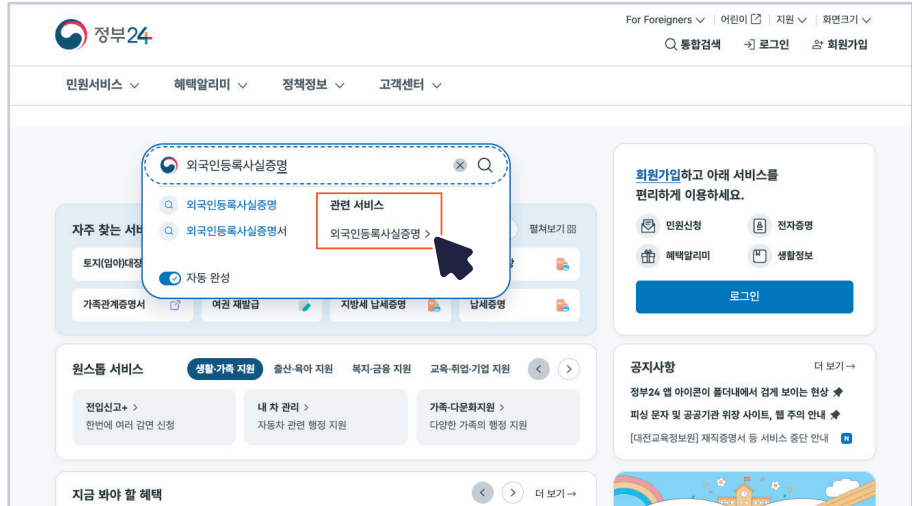 정부24
For Foreigners
어린이
지원
화면크기
통합검색
로그인
회원가입
민원서비스
혜택알리미
정책정보
고객센터
외국인등록사실증명
외국인등록사실증명
외국인등록사실증명서
자동 완성
관련 서비스
외국인등록사실증명 >
자주 찾는 서
펼쳐보기
토지(임야)대장
가족관계증명서
여권 재발급
지방세 납세증명
납세증명
회원가입하고 아래 서비스를
편리하게 이용하세요.
민원신청
전자증명
혜택알리미
생활정보
로그인
원스톱 서비스
생활·가족 지원
출산·육아 지원
복지·금융 지원
교육·취업·기업 지원
전입신고+ >
한번에 여러 감면 신청
내 차 관리 >
자동차 관련 행정 지원
가족·다문화지원 >
다양한 가족의 행정 지원
공지사항
더 보기→
정부24 앱 아이콘이 폴더내에서 검게 보이는 현상
피싱 문자 및 공공기관 위장 사이트, 웹 주의 안내
[대전교육정보원] 재직증명서 등 서비스 중단 안내 N
지금 봐야 할 혜택
더 보기→